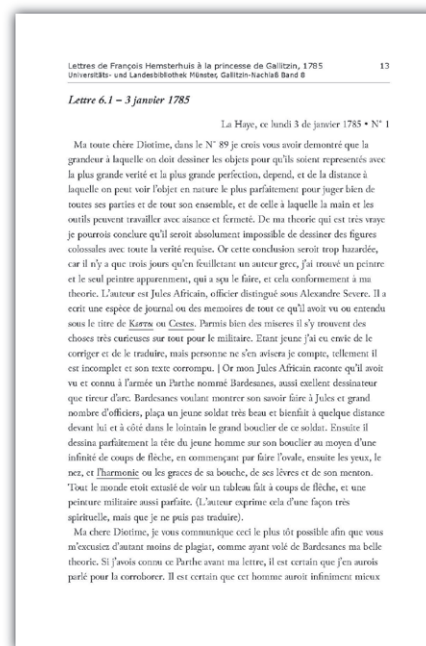 Lettres de François Hemsterhuis à la princesse de Gallitzin, 1785 13
Universitäts- und Landesbibliothek Münster, Gallitzin-Nachlaß Band 8
Lettre 6.1 – 3 janvier 1785
La Haye, ce lundi 3 de janvier 1785 • N° 1
Ma toute chère Diotime, dans le N° 89 je crois vous avoir demontré que la
grandeur à laquelle on doit dessiner les objets pour qu'ils soient representés avec
la plus grande verité et la plus grande perfection, depend, et de la distance à
laquelle on peut voir l'objet en nature le plus parfaitement pour juger bien de
toutes ses parties et de tout son ensemble, et de celle à laquelle la main et les
outils peuvent travailler avec aisance et fermeté. De ma theorie qui est très vraye
je pourrois conclure qu'il seroit absolument impossible de dessiner des figures
colossales avec toute la verité requise. Or cette conclusion seroit trop hazardée,
car il n'y a que trois jours qu'en feuilletant un auteur grec, j'ai trouvé un peintre
et le seul peintre apparemment, qui a sçu le faire, et cela conformement à ma
theorie. L'auteur est Jules Africain, officier distingué sous Alexandre Severe. Il a
ecrit une espèce de journal ou des memoires de tout ce qu'il avoit vu ou entendu
sous le titre de Κεστοι ou Cestes. Parmis bien des miseres il s'y trouvent des
choses très curieuses sur tout pour le militaire. Etant jeune j'ai eu envie de le
corriger et de le traduire, mais personne ne s'en avisera je compte, tellement il
est incomplet et son texte corrompu. | Or mon Jules Africain raconte qu'il avoit
vu et connu à l'armée un Parthe nommé Bardesanes, aussi exellent dessinateur
que tireur d'arc. Bardesanes voulant montrer son savoir faire à Jules et grand
nombre d'officiers, plaça un jeune soldat très beau et bienfait à quelque distance
devant lui et à côté dans le lointain le grand bouclier de ce soldat. Ensuite il
dessina parfaitement la tête du jeune homme sur son bouclier au moyen d'une
infinité de coups de flêche, en commençant par faire l'ovale, ensuite les yeux, le
nez, et l'harmonie ou les graces de sa bouche, de ses lèvres et de son menton.
Tout le monde etoit extasié de voir un tableau fait à coups de flêche, et une
peinture militaire aussi parfaite. (L'auteur exprime cela d'une façon très
spirituelle, mais que je ne puis pas traduire).
Ma chere Diotime, je vous communique ceci le plus tôt possible afin que vous
m'excusiez d'autant moins de plagiat, comme ayant volé de Bardesanes ma belle
theorie. Si j'avois connu ce Parthe avant ma lettre, il est certain que j'en aurois
parlé pour la corroborer. Il est certain que cet homme auroit infiniment mieux